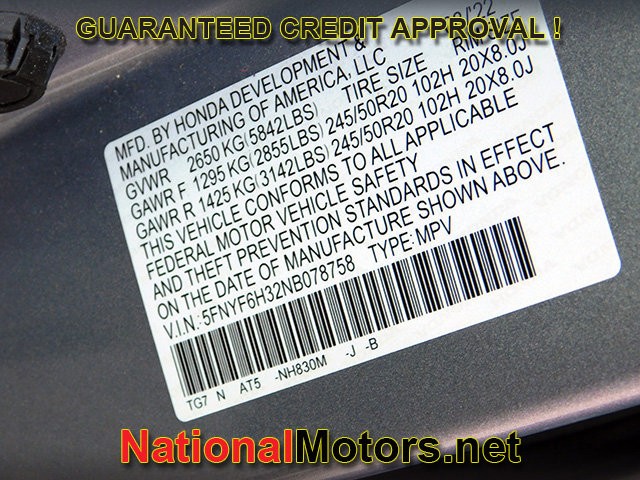 GUARANTEED CREDIT APPROVAL !
MFD. BY HONDA DEVELOPMENT &
MANUFACTURING OF AMERICA, LLC
GVWR 2650 KG(5842LBS) TIRE SIZE RIM SIZE
GAWR F 1295 KG(2855LBS) 245/50R20 102H 20X8.0J
GAWR R 1425 KG(3142LBS) 245/50R20 102H 20X8.0J
THIS VEHICLE CONFORMS TO ALL APPLICABLE
FEDERAL MOTOR VEHICLE SAFETY
AND THEFT PREVENTION STANDARDS IN EFFECT
ON THE DATE OF MANUFACTURE SHOWN ABOVE.
V.I.N.: 5FNYF6H32NB078758 TYPE: MPV
TG7 N AT5 -NH830M -J -B
NationalMotors.net